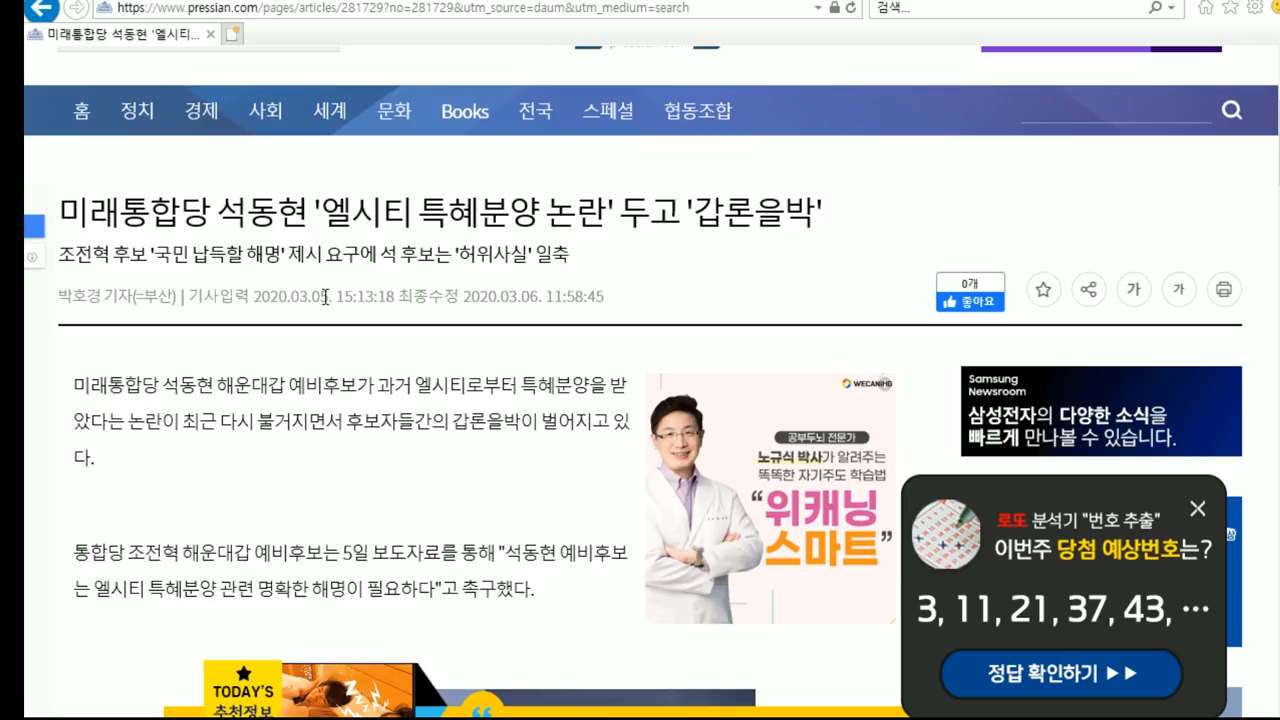 https://www.pressian.com/pages/articles/281729?no=281729&utm_source=daum&utm_medium=search
검색...
미래통합당 석동현 '엘시티...
홈 정치 경제 사회 세계 문화 Books 전국 스페셜 협동조합
미래통합당 석동현 '엘시티 특혜분양 논란' 두고 '갑론을박'
조전혁 후보 '국민 납득할 해명' 제시 요구에 석 후보는 '허위사실' 일축
박호경 기자(=부산) | 기사입력 2020.03.05. 15:13:18 최종수정 2020.03.06. 11:58:45
0개
좋아요
가 가
미래통합당 석동현 해운대갑 예비후보가 과거 엘시티로부터 특혜분양을 받
았다는 논란이 최근 다시 불거지면서 후보자들간의 갑론을박이 벌어지고 있
다.
통합당 조전혁 해운대갑 예비후보는 5일 보도자료를 통해 "석동현 예비후보
는 엘시티 특혜분양 관련 명확한 해명이 필요하다"고 촉구했다.
WECANHB
공부두뇌 전문가
노규식 박사가 알려주는
똑똑한 자기주도 학습법
“위캐닝
스마트”
Samsung
Newsroom
삼성전자의 다양한 소식을
빠르게 만나볼 수 있습니다.
로또 분석기 "번호 추출"
이번주 당첨 예상번호는?
3, 11, 21, 37, 43, ···
정답 확인하기 ▶▶
TODAY'S
추천정보